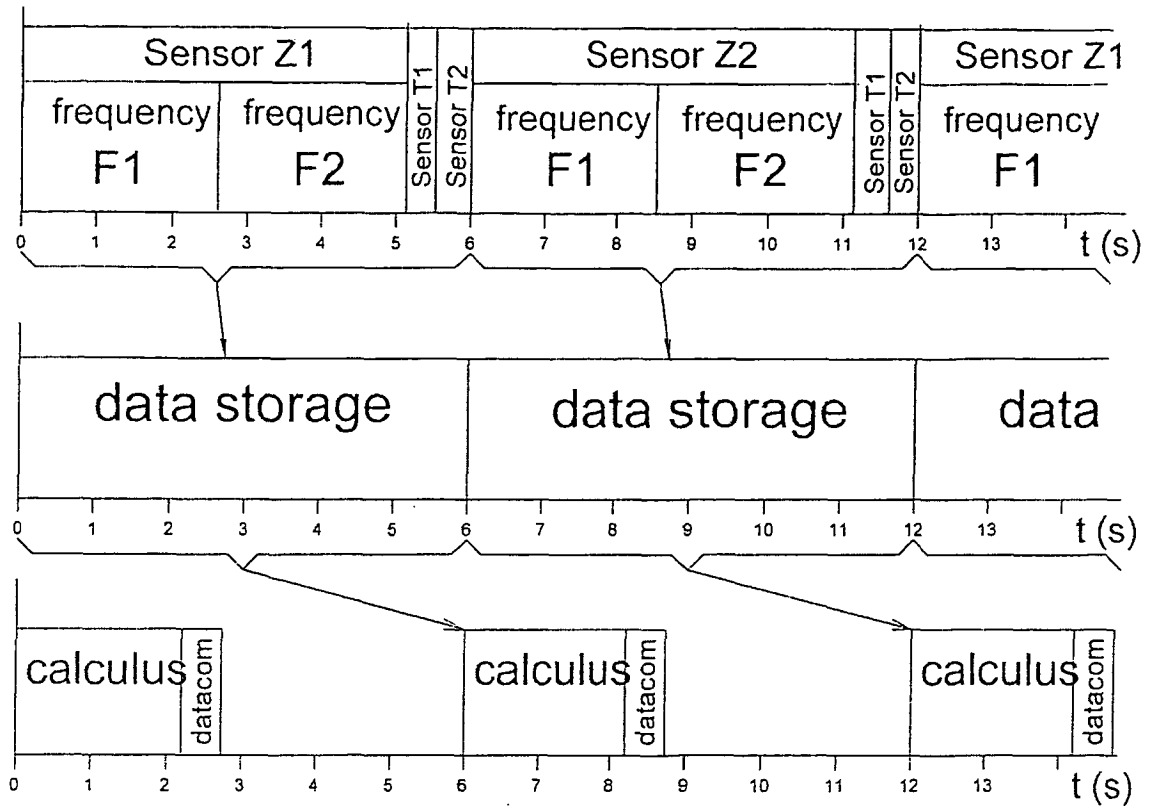 Sensor Z1 Sensor T1 Sensor T2 Sensor Z2 Sensor T1 Sensor T2 Sensor Z1
frequency frequency frequency frequency frequency
F1 F2 F1 F2 F1
0 1 2 3 4 5 6 7 8 9 10 11 12 13 t (s)
data storage data storage data
0 1 2 3 4 5 6 7 8 9 10 11 12 13 t (s)
calculus datacom calculus datacom calculus datacom
0 1 2 3 4 5 6 7 8 9 10 11 12 13 t (s)